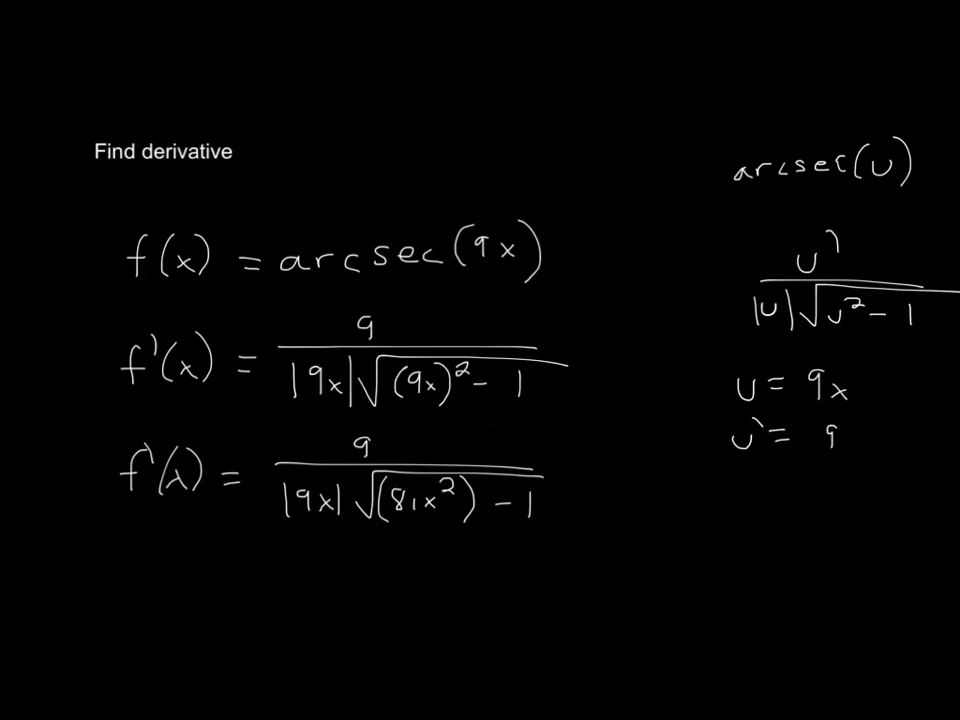 Find derivative
f(x) = arcsec(9x)
f'(x) = 9 / |9x|√((9x)² - 1)
f'(x) = 9 / |9x|√((81x²) - 1)
arcsec(u)
u' / |u|√(u² - 1)
u = 9x
u' = 9